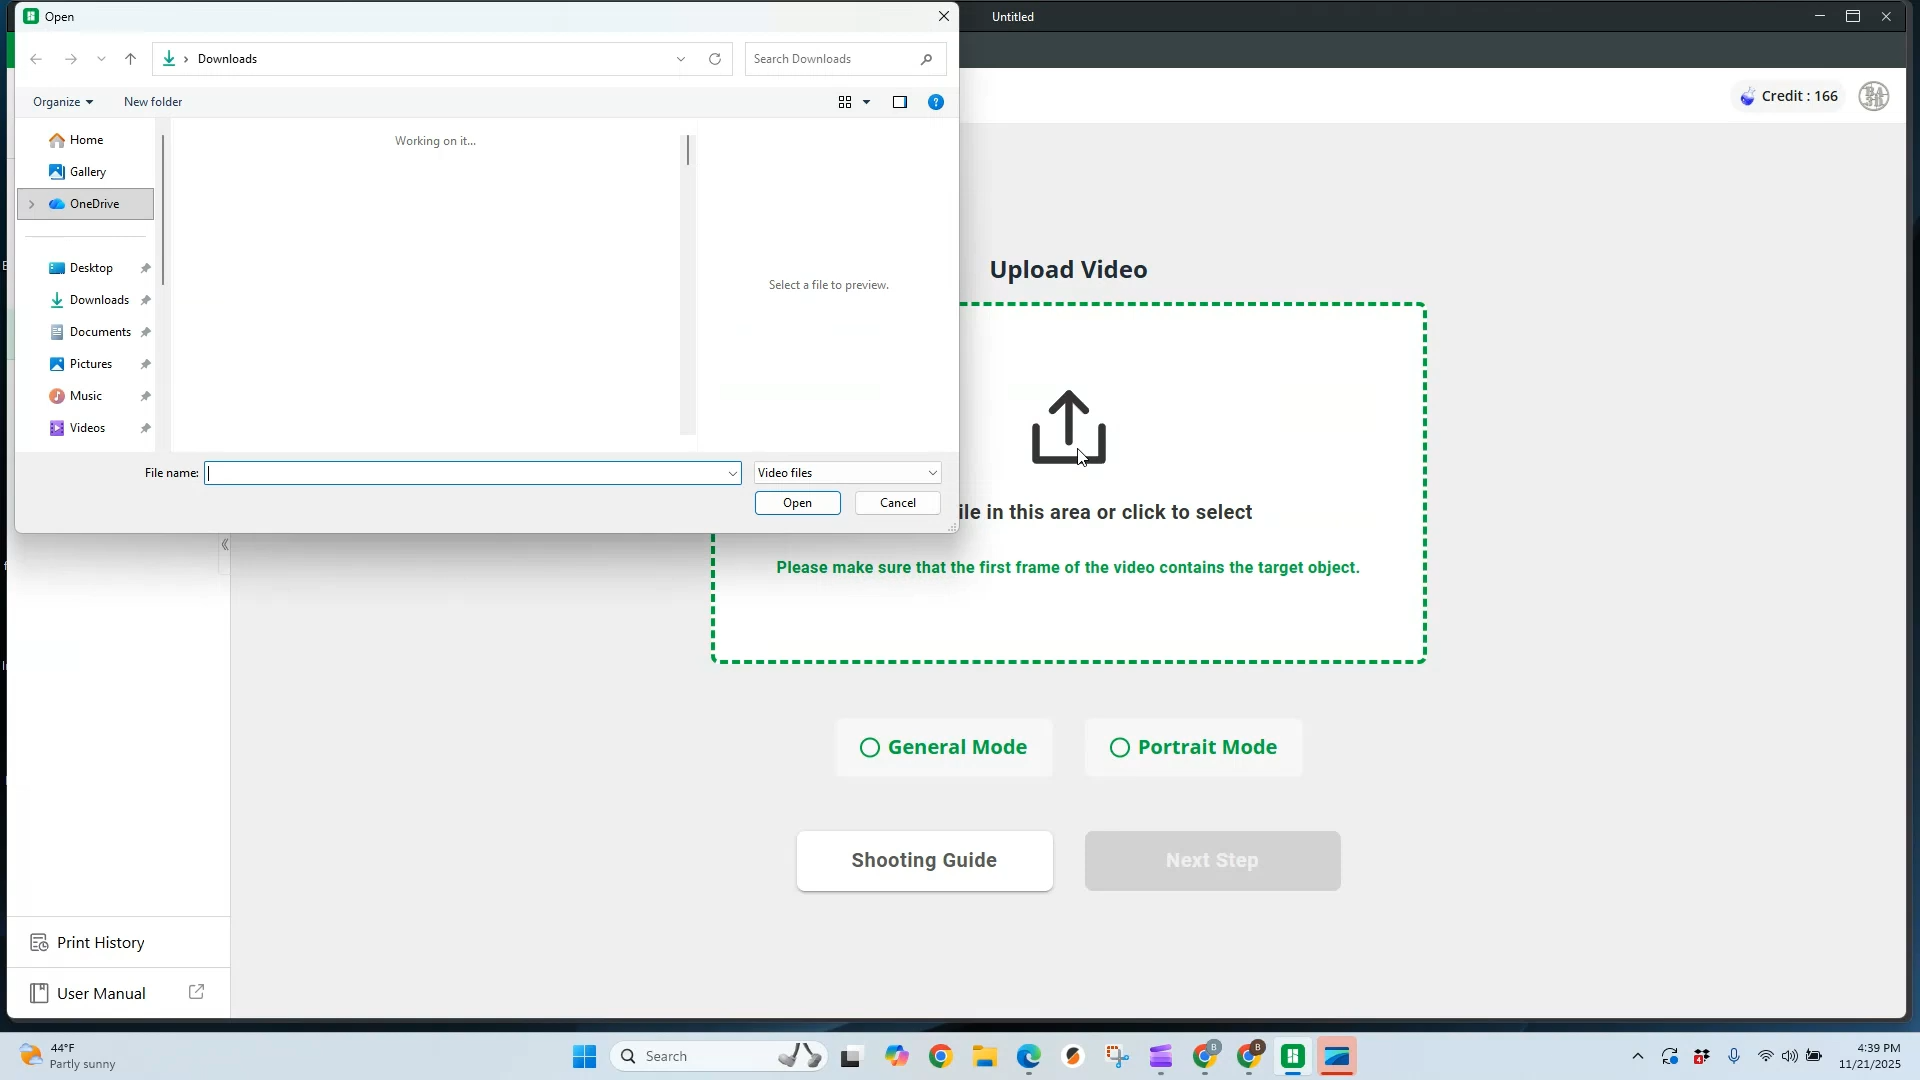 Open
Untitled
Downloads
Search Downloads
Organize
New folder
Credit : 166
Home
Working on it...
Gallery
OneDrive
Upload Video
Desktop
Select a file to preview.
Downloads
Documents
Pictures
Music
Videos
File name:
Video files
Open
Cancel
ile in this area or click to select
Please make sure that the first frame of the video contains the target object.
General Mode
Portrait Mode
Shooting Guide
Next Step
Print History
User Manual
44°F
Partly sunny
Search
4:39 PM
11/21/2025